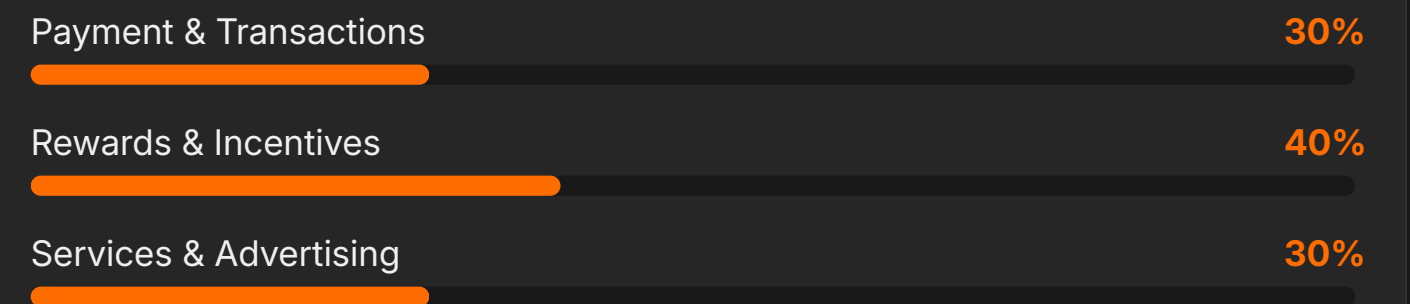 Payment & Transactions 30%
Rewards & Incentives 40%
Services & Advertising 30%